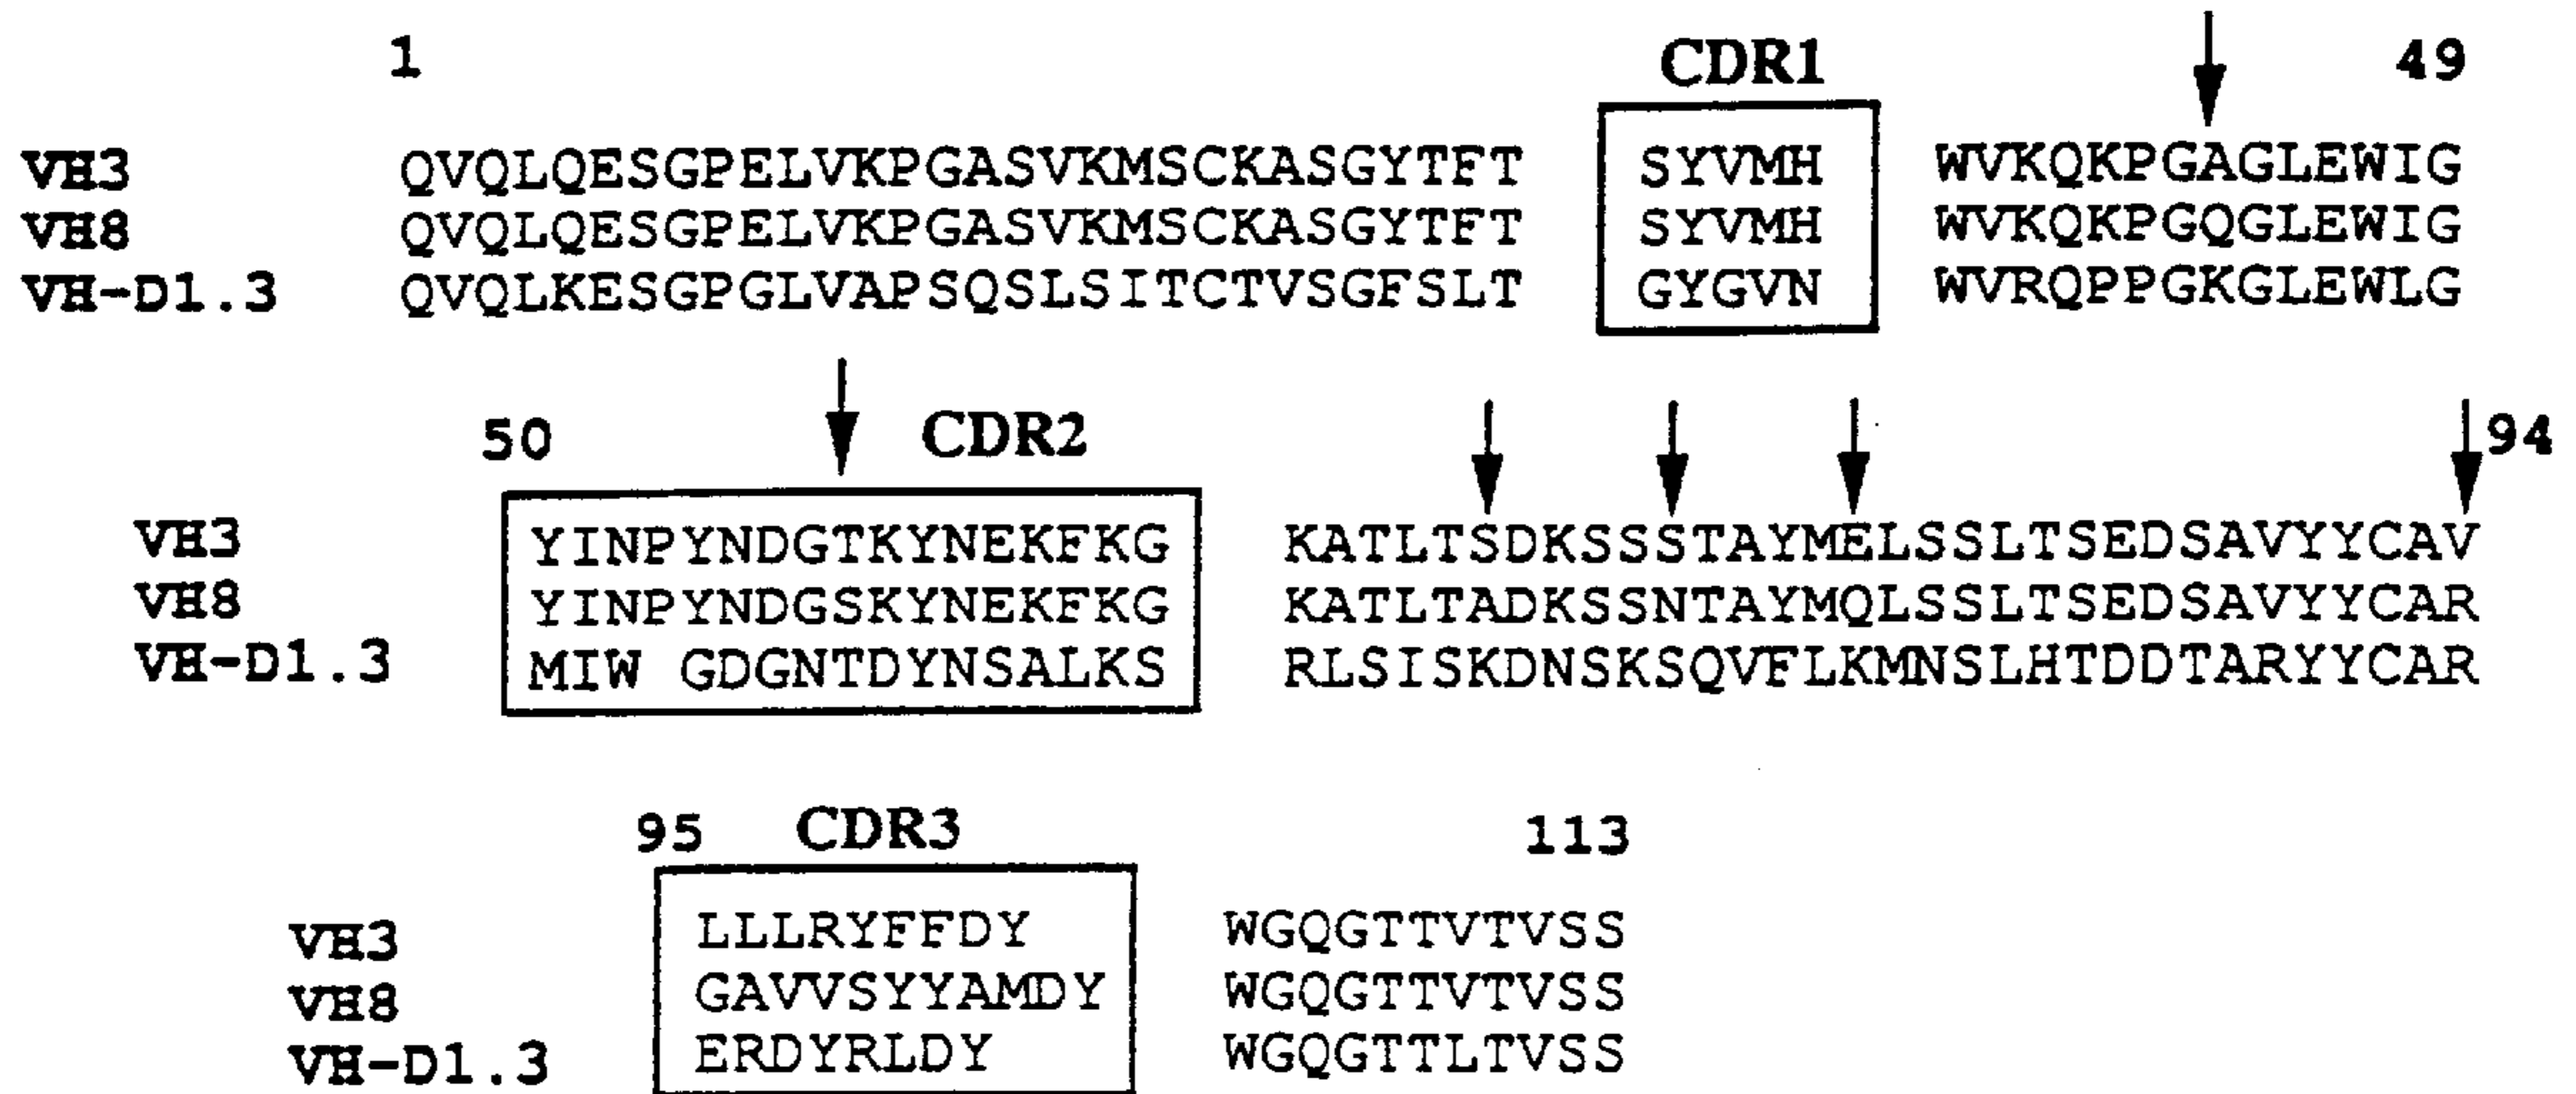 1 CDR1 49
VH3 QVQLQESGPELVKPGASVKMSCKASGYTFT SYVMH WVKQKPGAGLEWIG
VH8 QVQLQESGPELVKPGASVKMSCKASGYTFT SYVMH WVKQKPGQGLEWIG
VH-D1.3 QVQLKESGPGLVAPSQSLSITCTVSGFSLT GYGVN WVRQPPGKGLEWLG
50 CDR2 94
VH3 YINPYNDGTKYNEKFKG KATLTSDKSSSTAYMELSSLTSEDSAVYYCAV
VH8 YINPYNDGSKYNEKFKG KATLTADKSSNTAYMQLSSLTSEDSAVYYCAR
VH-D1.3 MIW GDGNTDYNSALKS RLSISKDNSKSQVFLKMNSLHTDDTARYYCAR
95 CDR3 113
VH3 LLLRYFFDY WGQGTTVTVSS
VH8 GAVVSYYAMDY WGQGTTVTVSS
VH-D1.3 ERDYRLDY WGQGTTLTVSS